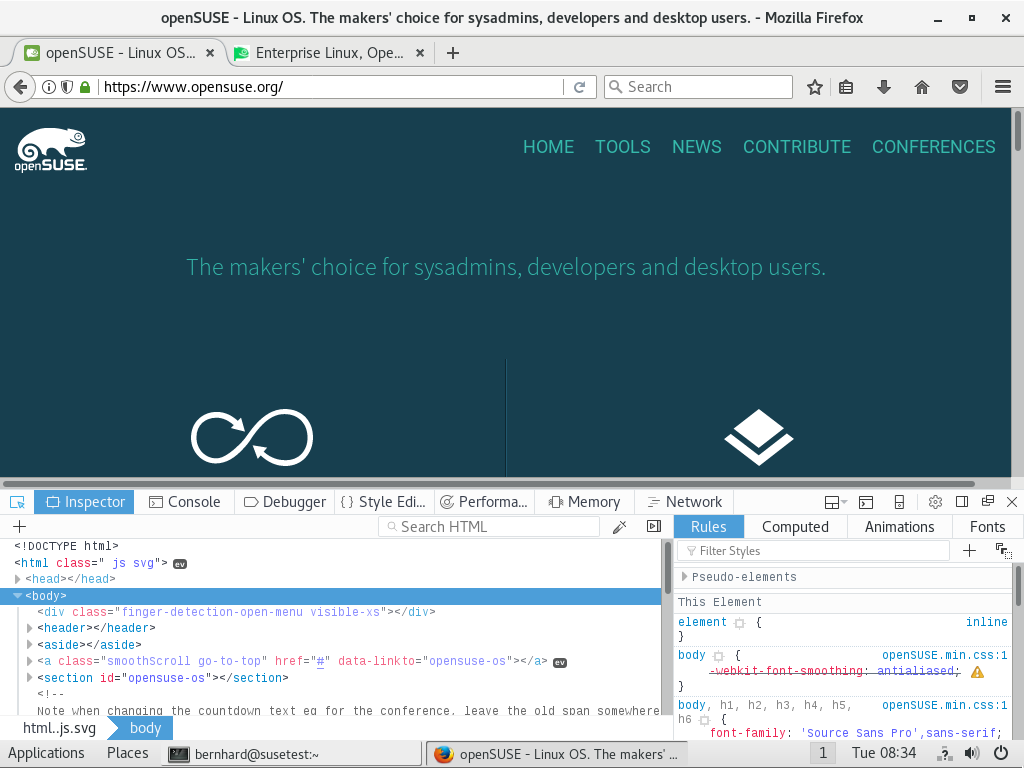 openSUSE - Linux OS. The makers' choice for sysadmins, developers and desktop users. - Mozilla Firefox
openSUSE - Linux OS... Enterprise Linux, Ope...
https://www.opensuse.org/ Search
openSUSE. HOME TOOLS NEWS CONTRIBUTE CONFERENCES
The makers' choice for sysadmins, developers and desktop users.
Inspector Console Debugger { } Style Edi... Performa... Memory Network
Search HTML
<!DOCTYPE html>
<html class=" js svg"> ev
<head></head>
<body>
<div class="finger-detection-open-menu visible-xs"></div>
<header></header>
<aside></aside>
<a class="smoothScroll go-to-top" href="#" data-linkto="opensuse-os"></a> ev
<section id="opensuse-os"></section>
<!--
Note when changing the countdown text eg for the conference, leave the old span somewhere
html.js.svg body
Rules Computed Animations Fonts
Filter Styles
Pseudo-elements
This Element
element { inline
}
body { openSUSE.min.css:1
-webkit-font-smoothing: antialiased;
}
body, h1, h2, h3, h4, h5, openSUSE.min.css:1
h6 {
font-family: 'Source Sans Pro',sans-serif;
Applications Places bernhard@susetest:~ openSUSE - Linux OS. The makers' ... 1 Tue 08:34